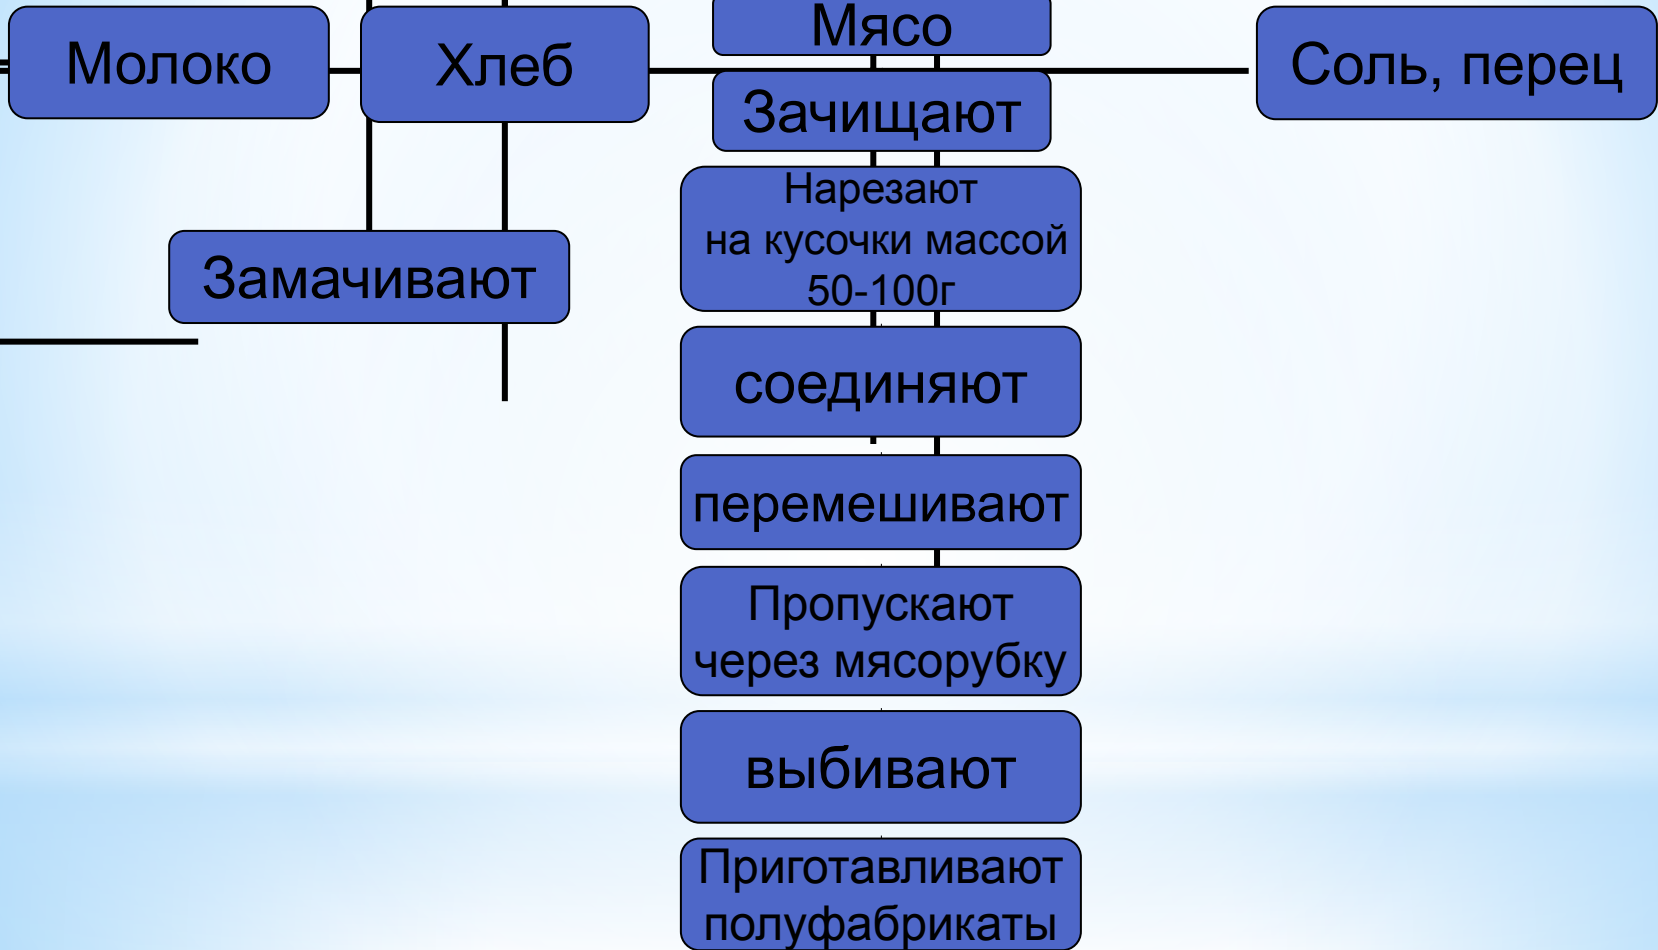 Молоко
Хлеб
Мясо
Соль, перец
Зачищают
Нарезают
на кусочки массой
50-100г
Замачивают
соединяют
перемешивают
Пропускают
через мясорубку
выбивают
Приготавливают
полуфабрикаты